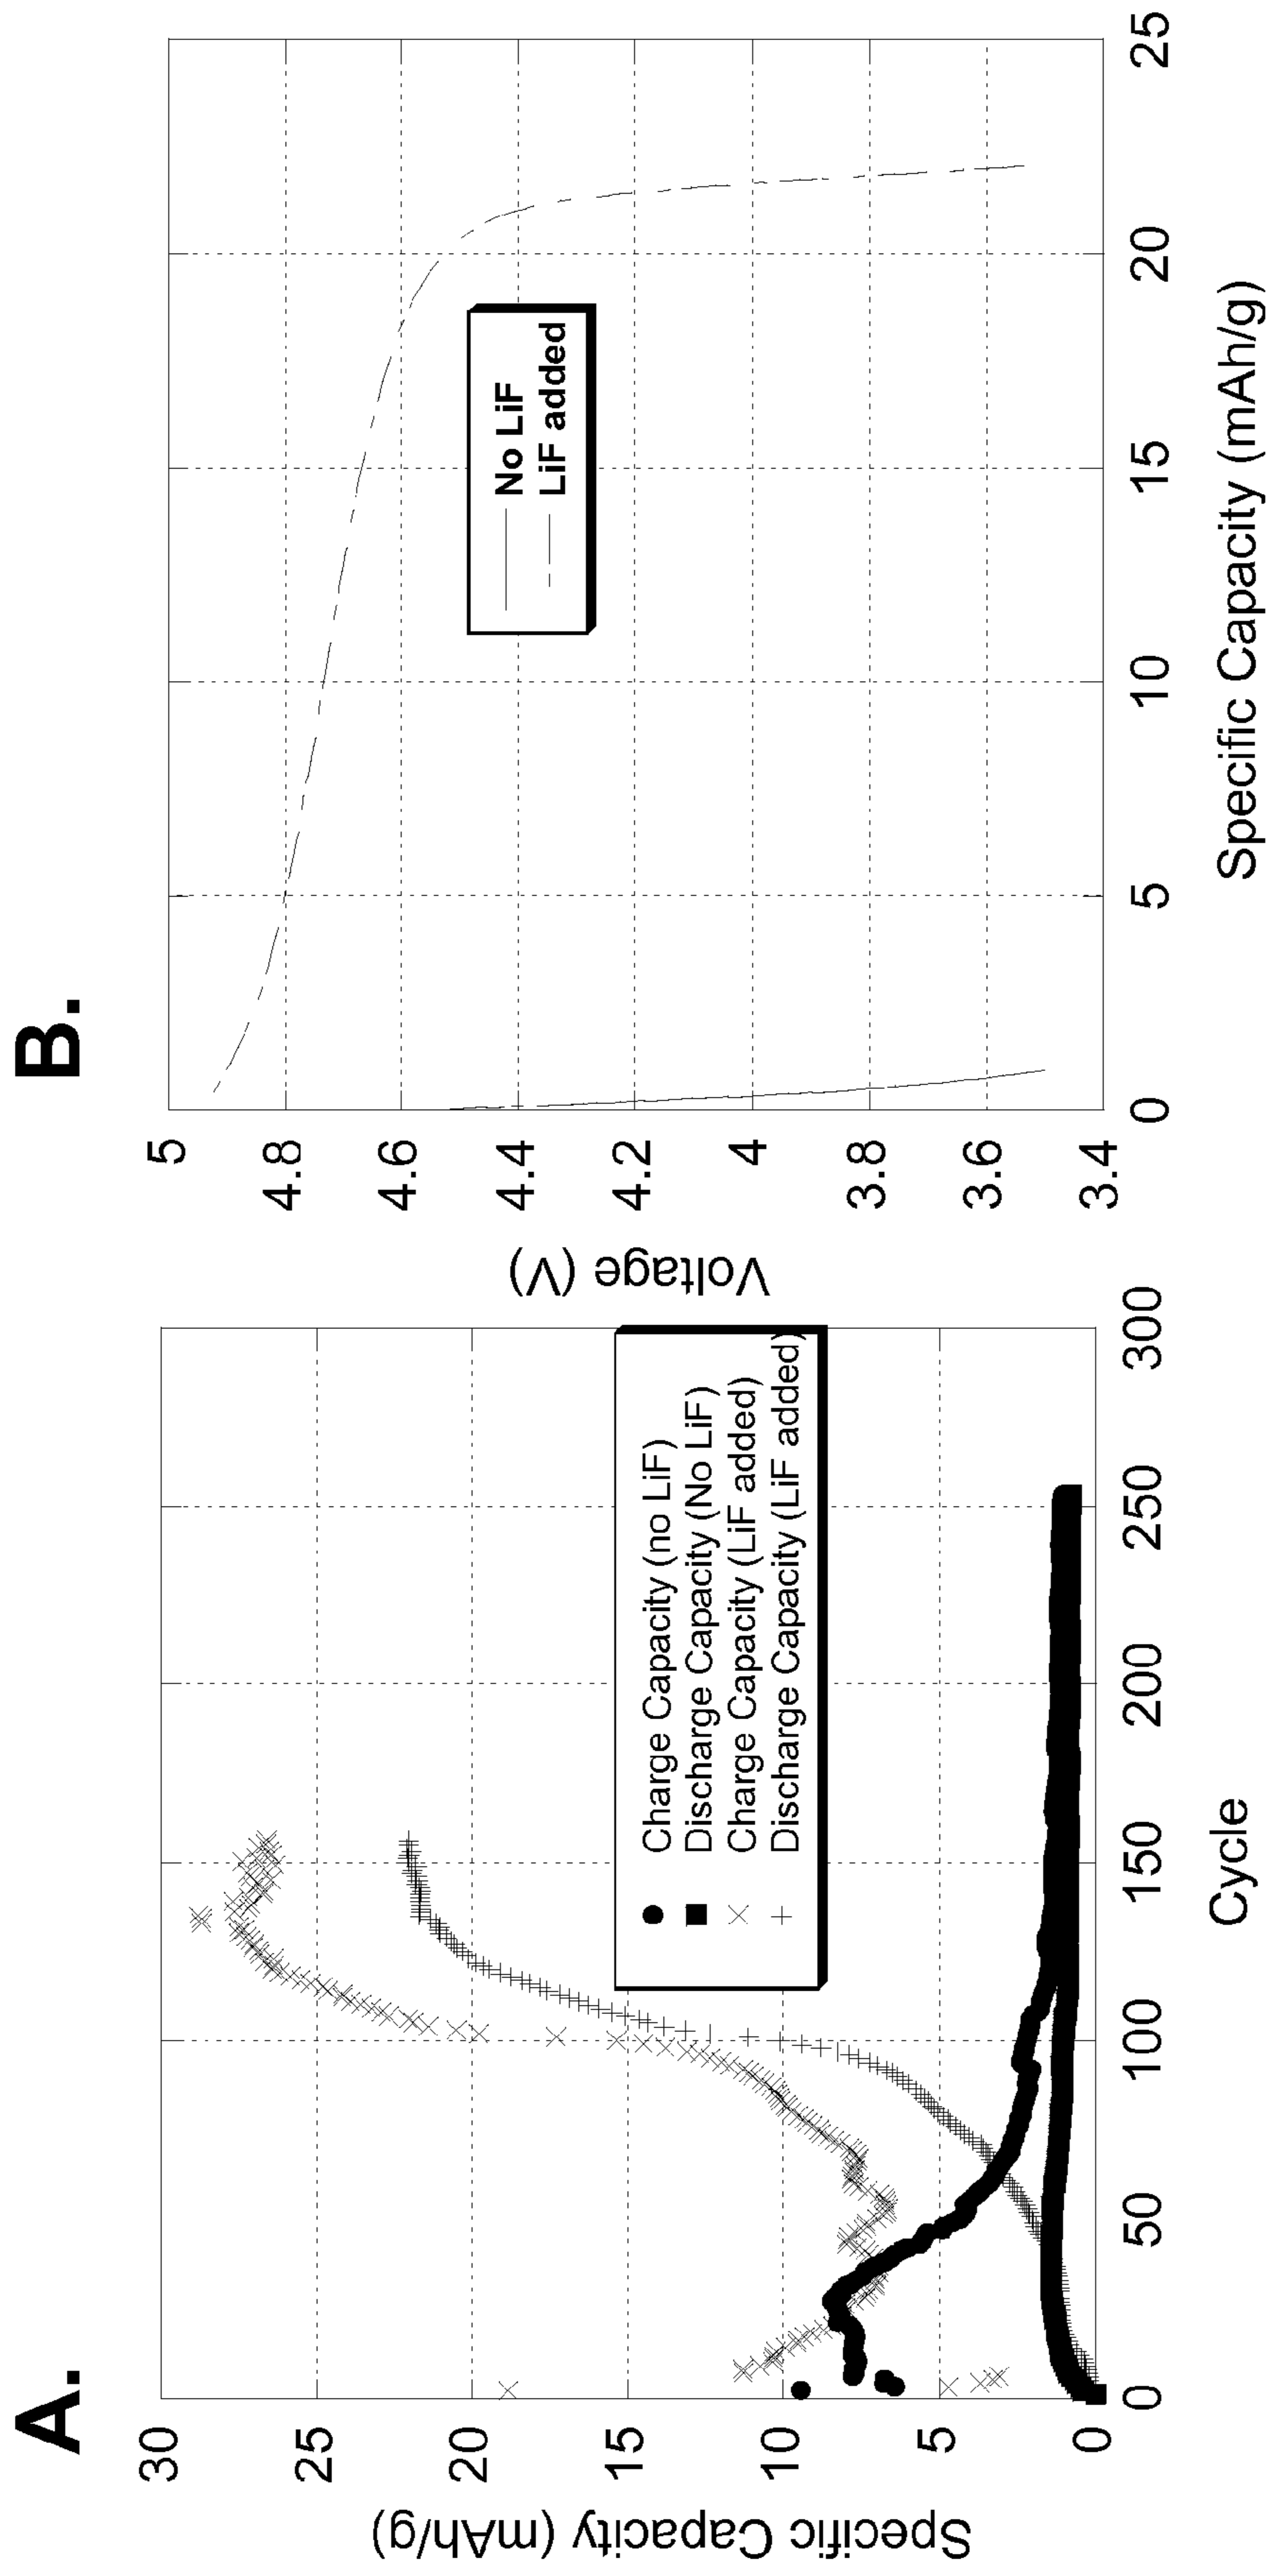 A.
30
25
20
15
10
5
0
Specific Capacity (mAh/g)
Charge Capacity (no LiF)
Discharge Capacity (No LiF)
Charge Capacity (LiF added)
Discharge Capacity (LiF added)
0
50
100
150
200
250
300
Cycle
B.
5
4.8
4.6
4.4
4.2
4
3.8
3.6
3.4
Voltage (V)
No LiF
LiF added
0
5
10
15
20
25
Specific Capacity (mAh/g)